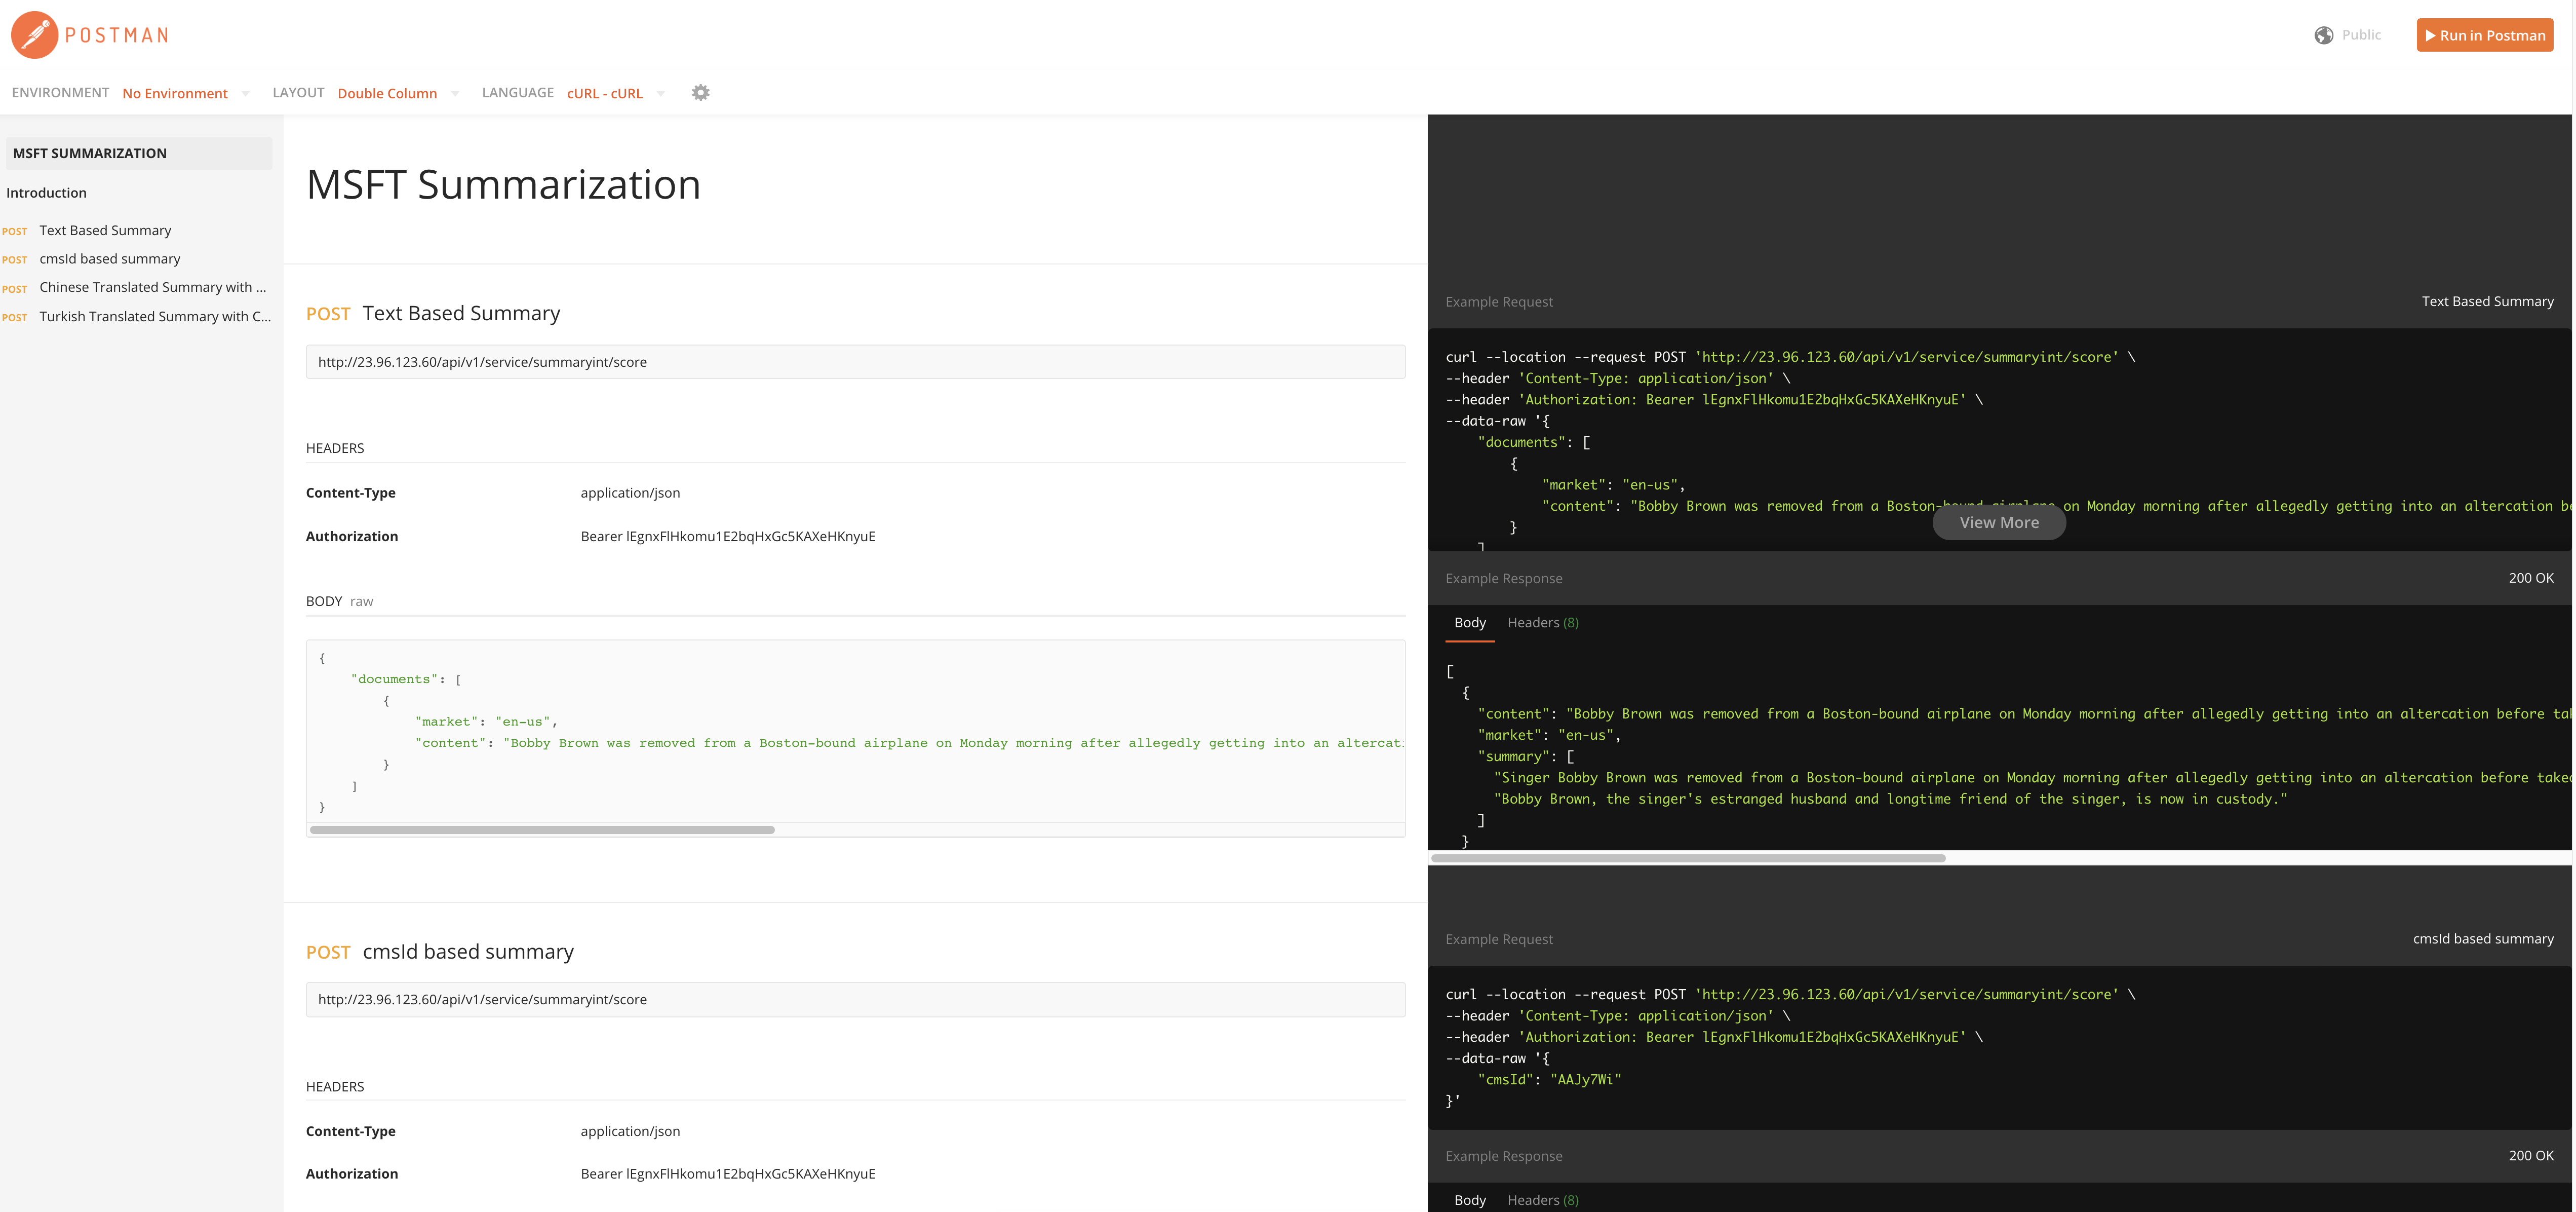 POSTMAN
Public
Run in Postman
ENVIRONMENT No Environment LAYOUT Double Column LANGUAGE cURL - cURL
MSFT SUMMARIZATION
Introduction
POST Text Based Summary
POST cmsId based summary
POST Chinese Translated Summary with ...
POST Turkish Translated Summary with C...
MSFT Summarization
POST Text Based Summary
http://23.96.123.60/api/v1/service/summaryint/score
HEADERS
Content-Type application/json
Authorization Bearer lEgnxFlHkomu1E2bqHxGc5KAXeHKnyuE
BODY raw
{
"documents": [
{
"market": "en-us",
"content": "Bobby Brown was removed from a Boston-bound airplane on Monday morning after allegedly getting into an altercati
}
]
}
Example Request Text Based Summary
curl --location --request POST 'http://23.96.123.60/api/v1/service/summaryint/score' \
--header 'Content-Type: application/json' \
--header 'Authorization: Bearer lEgnxFlHkomu1E2bqHxGc5KAXeHKnyuE' \
--data-raw '{
"documents": [
{
"market": "en-us",
"content": "Bobby Brown was removed from a Boston-bound airplane on Monday morning after allegedly getting into an altercation be
}
]
View More
Example Response 200 OK
Body Headers (8)
[
{
"content": "Bobby Brown was removed from a Boston-bound airplane on Monday morning after allegedly getting into an altercation before tak
"market": "en-us",
"summary": [
"Singer Bobby Brown was removed from a Boston-bound airplane on Monday morning after allegedly getting into an altercation before takeo
"Bobby Brown, the singer's estranged husband and longtime friend of the singer, is now in custody."
]
}
POST cmsId based summary
http://23.96.123.60/api/v1/service/summaryint/score
HEADERS
Content-Type application/json
Authorization Bearer lEgnxFlHkomu1E2bqHxGc5KAXeHKnyuE
Example Request cmsId based summary
curl --location --request POST 'http://23.96.123.60/api/v1/service/summaryint/score' \
--header 'Content-Type: application/json' \
--header 'Authorization: Bearer lEgnxFlHkomu1E2bqHxGc5KAXeHKnyuE' \
--data-raw '{
"cmsId": "AAJy7Wi"
}'
Example Response 200 OK
Body Headers (8)